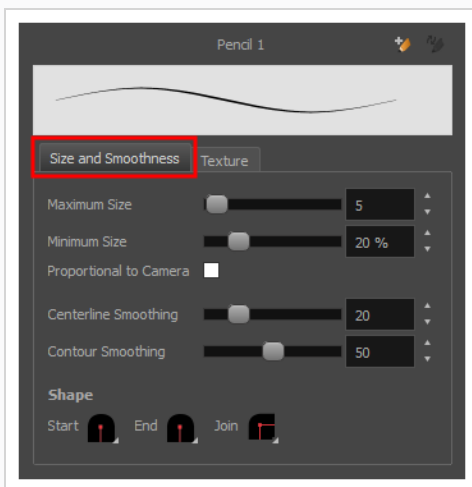 Pencil 1
Size and Smoothness Texture
Maximum Size 5
Minimum Size 20 %
Proportional to Camera
Centerline Smoothing 20
Contour Smoothing 50
Shape
Start End Join